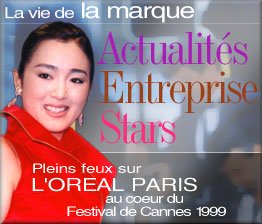 La vie de la marque
Actualités
Entreprise
Stars
Pleins feux sur
L'OREAL PARIS
au coeur du
Festival de Cannes 1999